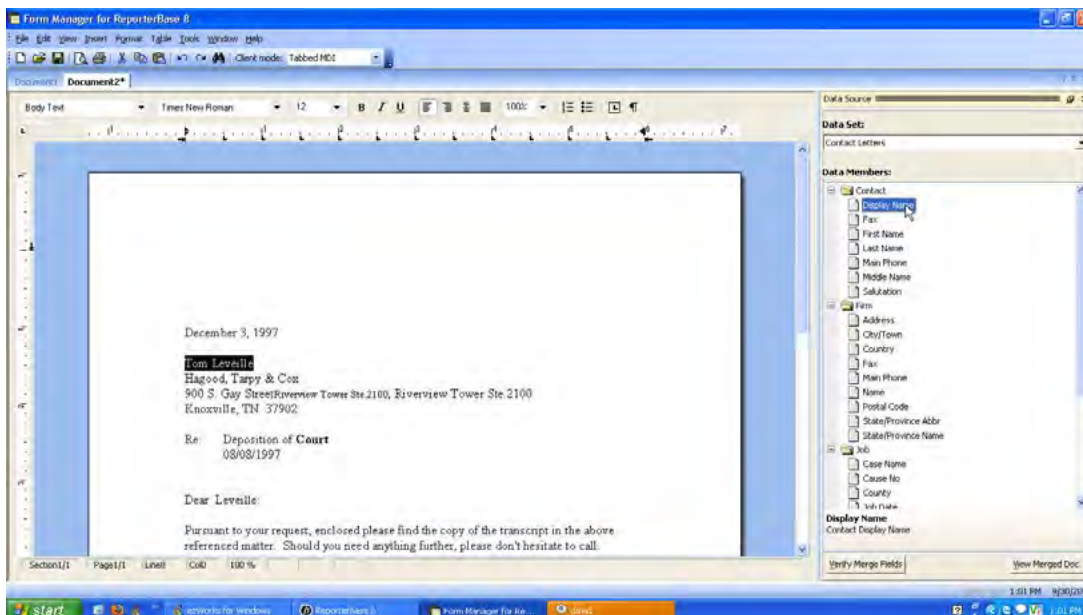 Form Manager for ReporterBase 8
File Edit View Insert Format Table Tools Window Help
Client mode: Tabbed MDI
Document1 Document2*
Body Text Times New Roman 12 B I U 100%
December 3, 1997
Tom Leveille
Hagood, Tarpy & Cox
900 S. Gay StreetRiverview Tower Ste.2100, Riverview Tower Ste 2100
Knoxville, TN 37902
Re: Deposition of Court
08/08/1997
Dear Leveille:
Pursuant to your request, enclosed please find the copy of the transcript in the above
referenced matter. Should you need anything further, please don't hesitate to call.
Section1/1 Page1/1 Line8 Col0 100 %
Data Source
Data Set:
Contact Letters
Data Members:
Contact
Display Name
Fax
First Name
Last Name
Main Phone
Middle Name
Salutation
Firm
Address
City/Town
Country
Fax
Main Phone
Name
Postal Code
State/Province Abbr
State/Province Name
Job
Case Name
Cause No
County
Job Date
Display Name
Contact Display Name
Verify Merge Fields View Merged Doc
1:01 PM
start ezWorks for Windows ReporterBase 8 Form Manager for Re... david 1:01 PM